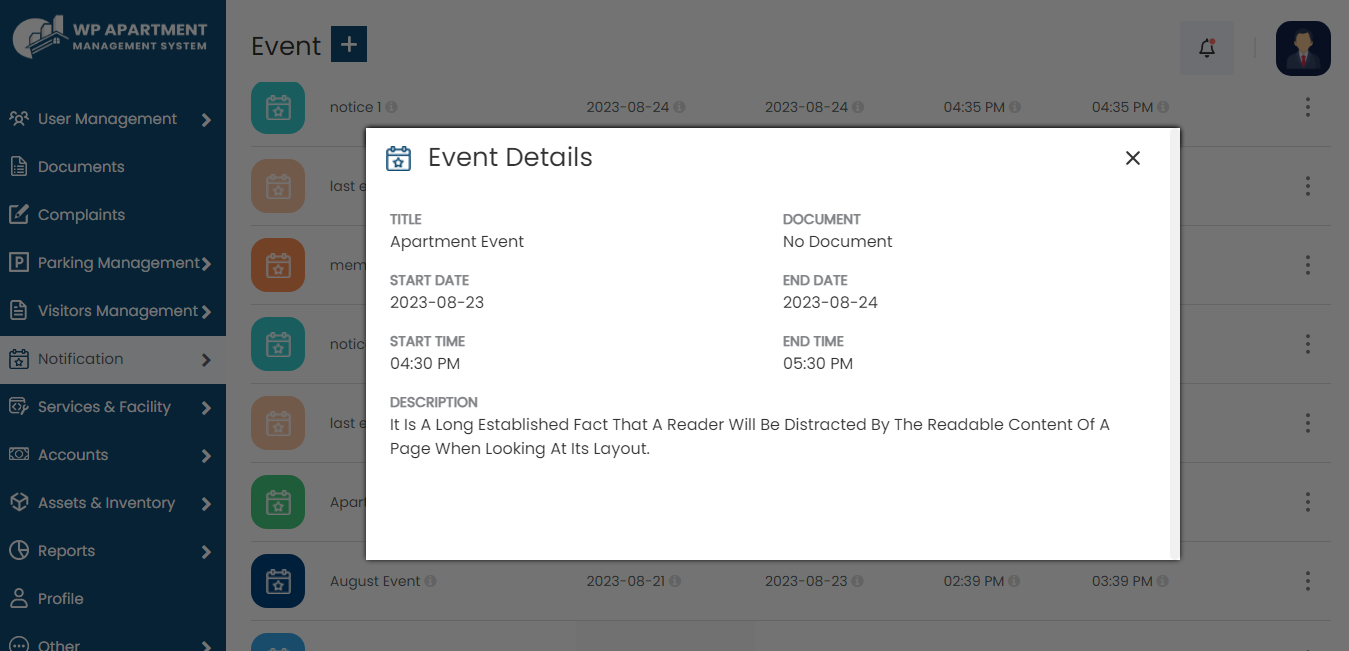 WP APARTMENT
MANAGEMENT SYSTEM
User Management
Documents
Complaints
P
Parking Management
Visitors Management
Notification
Services & Facility
Accounts
Assets & Inventory
Reports
Profile
Other
Event +
notice 1 2023-08-24 2023-08-24 04:35 PM 04:35 PM
last e
mem
notic
last e
Apart
August Event 2023-08-21 2023-08-23 02:39 PM 03:39 PM
Event Details
TITLE
Apartment Event
DOCUMENT
No Document
START DATE
2023-08-23
END DATE
2023-08-24
START TIME
04:30 PM
END TIME
05:30 PM
DESCRIPTION
It Is A Long Established Fact That A Reader Will Be Distracted By The Readable Content Of A
Page When Looking At Its Layout.